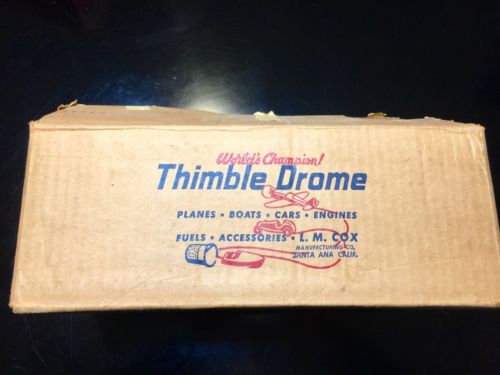 World's Champion!
Thimble Drome
PLANES • BOATS • CARS • ENGINES
FUELS • ACCESSORIES • L. M. COX
MANUFACTURING CO.
SANTA ANA CALIF.